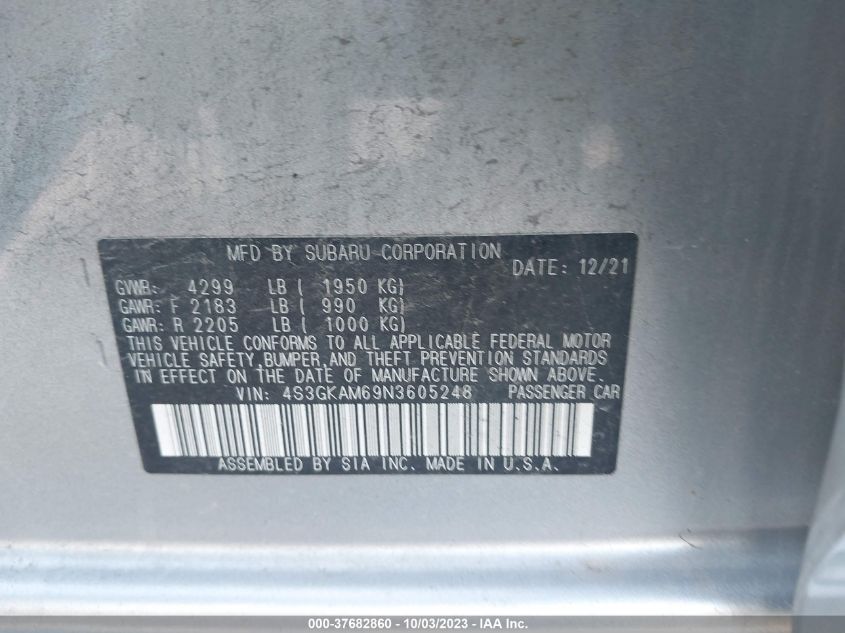 MFD BY SUBARU CORPORATION
DATE: 12/21
GVWR: 4299 LB ( 1950 KG)
GAWR: F 2183 LB ( 990 KG)
GAWR: R 2205 LB ( 1000 KG)
THIS VEHICLE CONFORMS TO ALL APPLICABLE FEDERAL MOTOR
VEHICLE SAFETY, BUMPER, AND THEFT PREVENTION STANDARDS
IN EFFECT ON THE DATE OF MANUFACTURE SHOWN ABOVE.
VIN: 4S3GKAM69N3605248 PASSENGER CAR
ASSEMBLED BY SIA INC. MADE IN U.S.A.
000-37682860 - 10/03/2023 - IAA Inc.